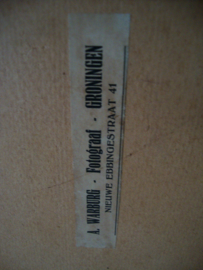 A. WARBURG - Fotograaf - GRONINGEN
NIEUWE EBBINGESTRAAT 41